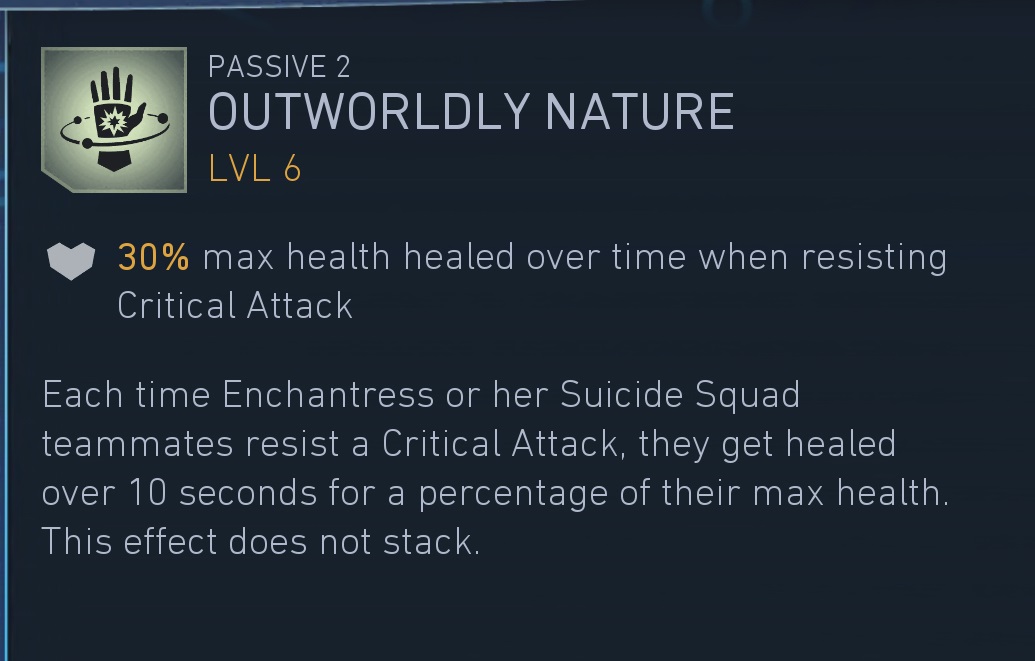 PASSIVE 2
OUTWORLDLY NATURE
LVL 6
30% max health healed over time when resisting
Critical Attack
Each time Enchantress or her Suicide Squad
teammates resist a Critical Attack, they get healed
over 10 seconds for a percentage of their max health.
This effect does not stack.